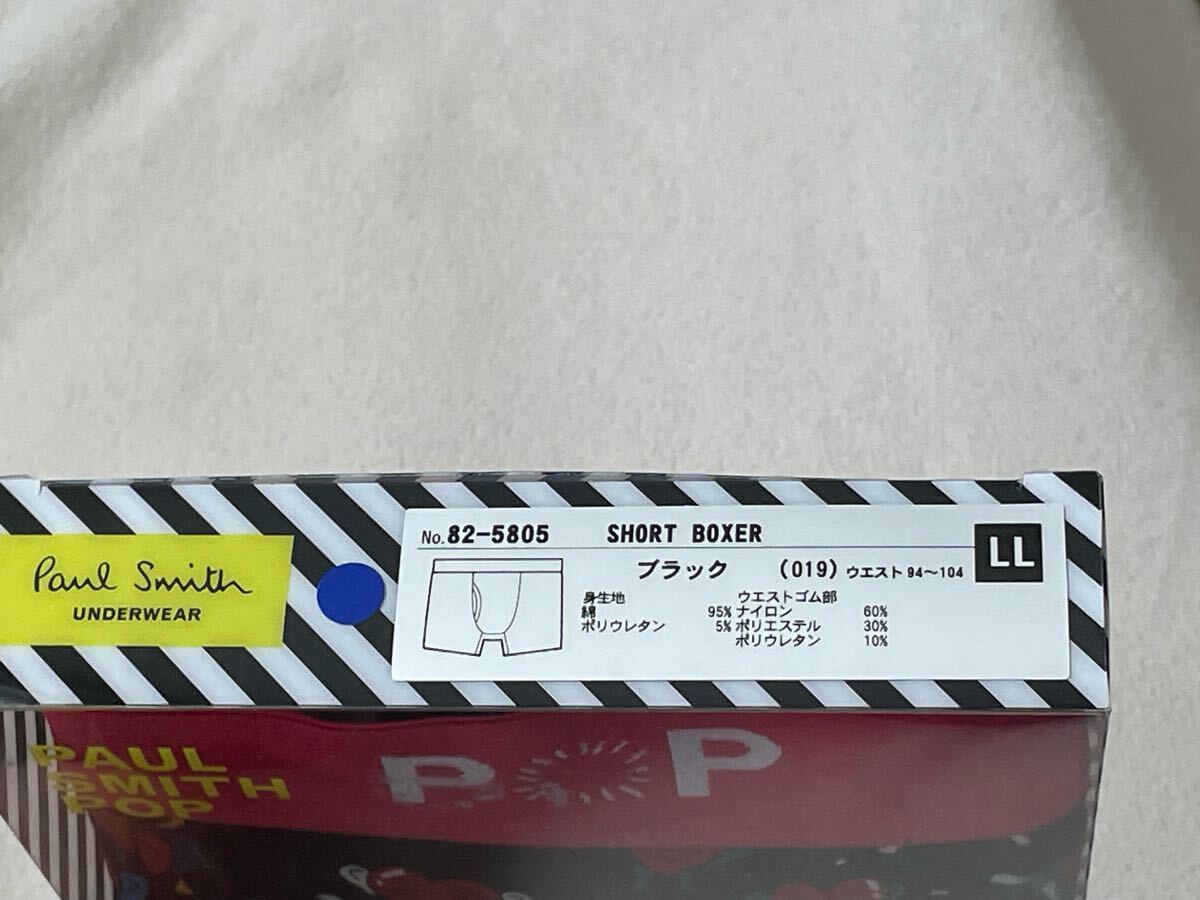 Paul Smith
UNDERWEAR
No. 82-5805 SHORT BOXER
LL
ブラック (019) ウエスト 94〜104
身生地 ウエストゴム部
綿 95% ナイロン 60%
ポリウレタン 5% ポリエステル 30%
ポリウレタン 10%
PAUL
SMITH
POP
POP